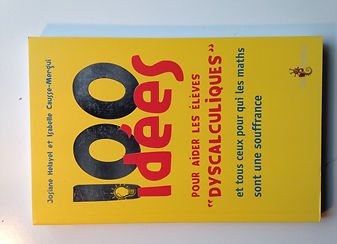 Josiane Helayel et Isabelle Causse-Mergui
100
idées
POUR AIDER LES ÉLÈVES
"DYSCALCULIQUES"
et tous ceux pour qui les maths
sont une souffrance